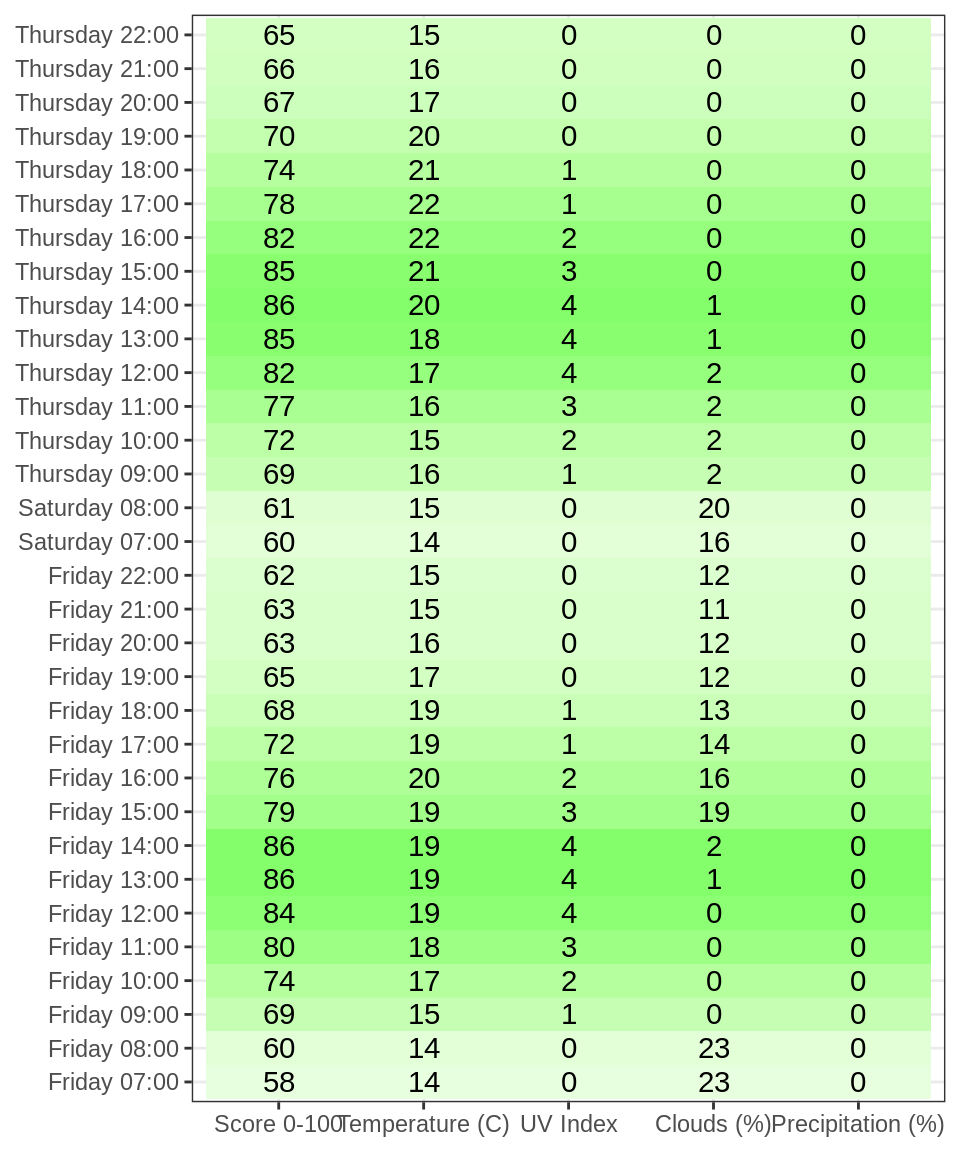 Thursday 22:00 65 15 0 0 0
Thursday 21:00 66 16 0 0 0
Thursday 20:00 67 17 0 0 0
Thursday 19:00 70 20 0 0 0
Thursday 18:00 74 21 1 0 0
Thursday 17:00 78 22 1 0 0
Thursday 16:00 82 22 2 0 0
Thursday 15:00 85 21 3 0 0
Thursday 14:00 86 20 4 1 0
Thursday 13:00 85 18 4 1 0
Thursday 12:00 82 17 4 2 0
Thursday 11:00 77 16 3 2 0
Thursday 10:00 72 15 2 2 0
Thursday 09:00 69 16 1 2 0
Saturday 08:00 61 15 0 20 0
Saturday 07:00 60 14 0 16 0
Friday 22:00 62 15 0 12 0
Friday 21:00 63 15 0 11 0
Friday 20:00 63 16 0 12 0
Friday 19:00 65 17 0 12 0
Friday 18:00 68 19 1 13 0
Friday 17:00 72 19 1 14 0
Friday 16:00 76 20 2 16 0
Friday 15:00 79 19 3 19 0
Friday 14:00 86 19 4 2 0
Friday 13:00 86 19 4 1 0
Friday 12:00 84 19 4 0 0
Friday 11:00 80 18 3 0 0
Friday 10:00 74 17 2 0 0
Friday 09:00 69 15 1 0 0
Friday 08:00 60 14 0 23 0
Friday 07:00 58 14 0 23 0
Score 0-100 Temperature (C) UV Index Clouds (%) Precipitation (%)